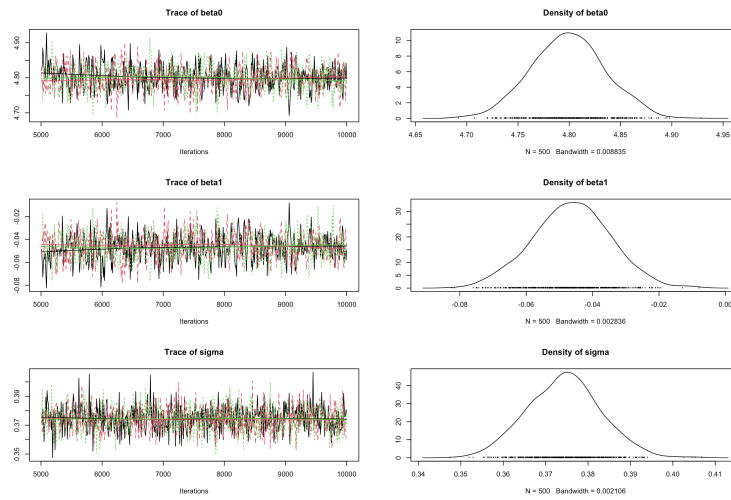 Trace of beta0
4.70 4.80 4.90
5000 6000 7000 8000 9000 10000
Iterations
Density of beta0
0 2 4 6 8 10
4.65 4.70 4.75 4.80 4.85 4.90 4.95
N = 500 Bandwidth = 0.008835
Trace of beta1
-0.08 -0.06 -0.04 -0.02
5000 6000 7000 8000 9000 10000
Iterations
Density of beta1
0 5 10 20 30
-0.08 -0.06 -0.04 -0.02 0.00
N = 500 Bandwidth = 0.002836
Trace of sigma
0.35 0.37 0.39
5000 6000 7000 8000 9000 10000
Iterations
Density of sigma
0 10 20 30 40
0.34 0.35 0.36 0.37 0.38 0.39 0.40 0.41
N = 500 Bandwidth = 0.002106